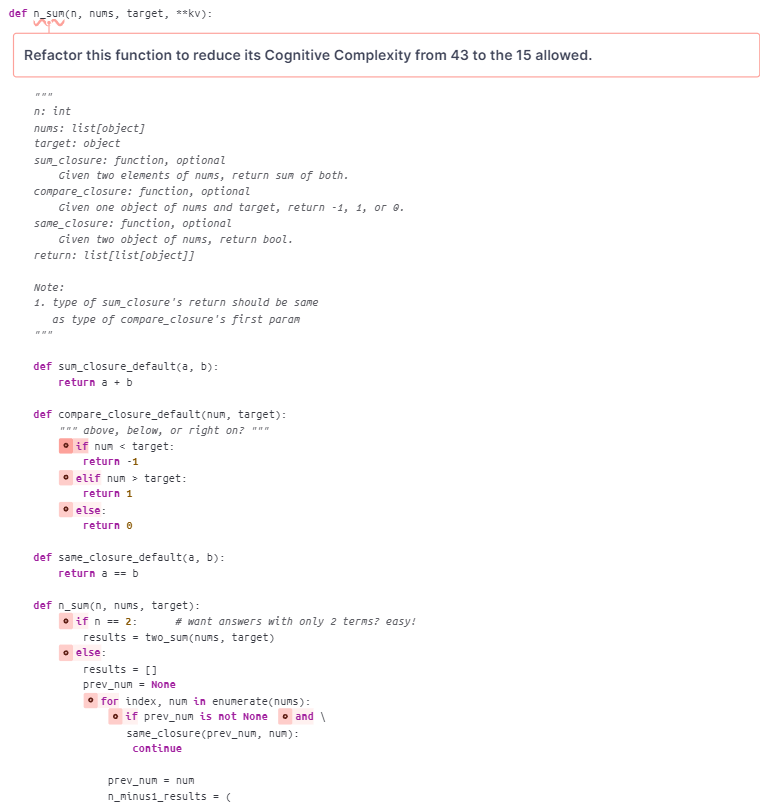 def n_sum(n, nums, target, **kv):
Refactor this function to reduce its Cognitive Complexity from 43 to the 15 allowed.
"""
n: int
nums: list[object]
target: object
sum_closure: function, optional
Given two elements of nums, return sum of both.
compare_closure: function, optional
Given one object of nums and target, return -1, 1, or 0.
same_closure: function, optional
Given two object of nums, return bool.
return: list[list[object]]
Note:
1. type of sum_closure's return should be same
as type of compare_closure's first param
"""
def sum_closure_default(a, b):
return a + b
def compare_closure_default(num, target):
""" above, below, or right on? """
if num < target:
return -1
elif num > target:
return 1
else:
return 0
def same_closure_default(a, b):
return a == b
def n_sum(n, nums, target):
if n == 2:      # want answers with only 2 terms? easy!
results = two_sum(nums, target)
else:
results = []
prev_num = None
for index, num in enumerate(nums):
if prev_num is not None and \
same_closure(prev_num, num):
continue
prev_num = num
n_minus1_results = (